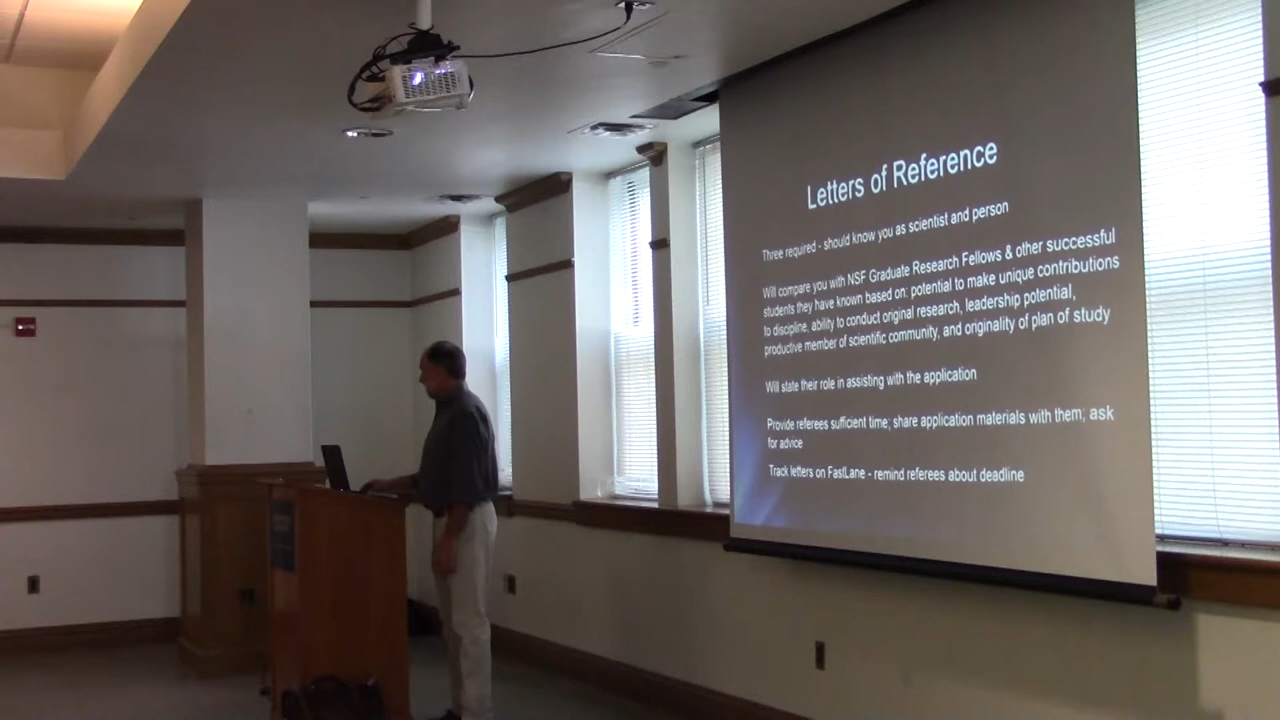 Letters of Reference
Three required - should know you as scientist and person
Will compare you with NSF Graduate Research Fellows & other successful
students they have known based on: potential to make unique contributions
to discipline, ability to conduct original research, leadership potential,
productive member of scientific community, and originality of plan of study
Will state their role in assisting with the application
Provide referees sufficient time; share application materials with them; ask
for advice
Track letters on FastLane - remind referees about deadline